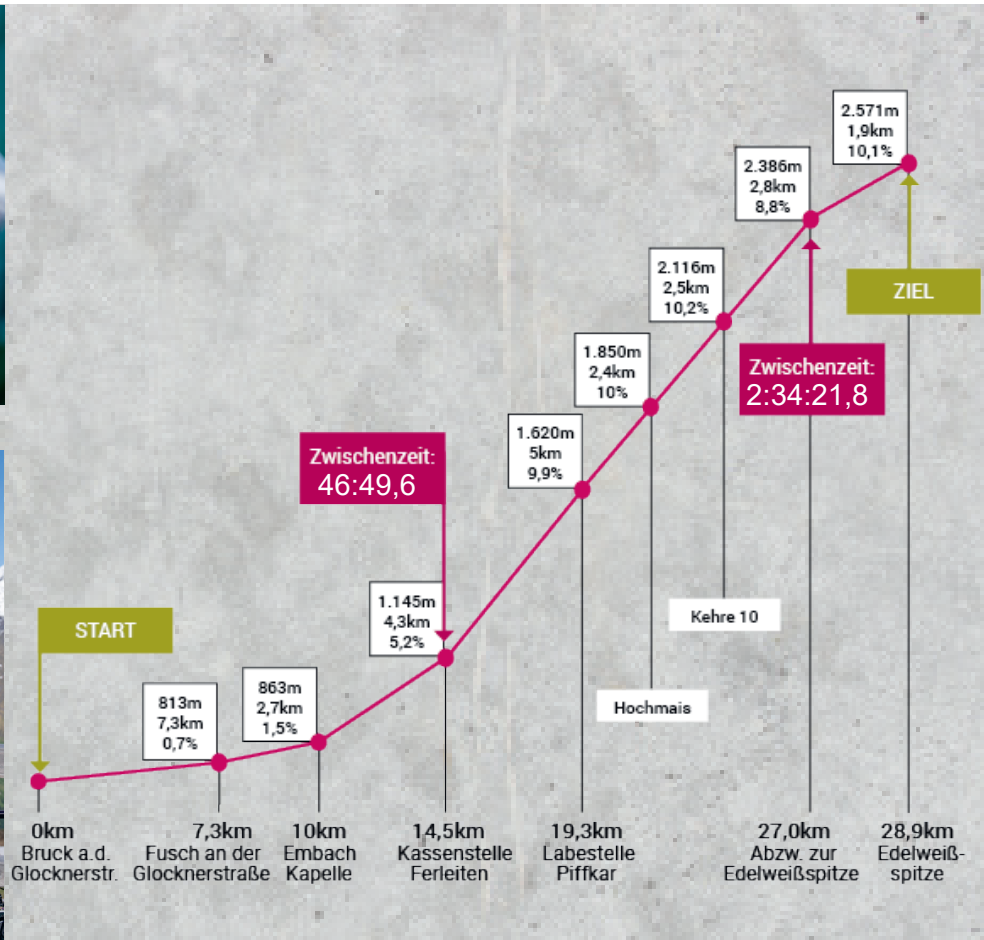 START
813m
7,3km
0,7%
863m
2,7km
1,5%
1.145m
4,3km
5,2%
Zwischenzeit:
46:49,6
1.620m
5km
9,9%
1.850m
2,4km
10%
2.116m
2,5km
10,2%
2.386m
2,8km
8,8%
2.571m
1,9km
10,1%
ZIEL
Zwischenzeit:
2:34:21,8
Kehre 10
Hochmais
0km
Bruck a.d.
Glocknerstr.
7,3km
Fusch an der
Glocknerstraße
10km
Embach
Kapelle
14,5km
Kassenstelle
Ferleiten
19,3km
Labestelle
Piffkar
27,0km
Abzw. zur
Edelweißspitze
28,9km
Edelweiß-
spitze